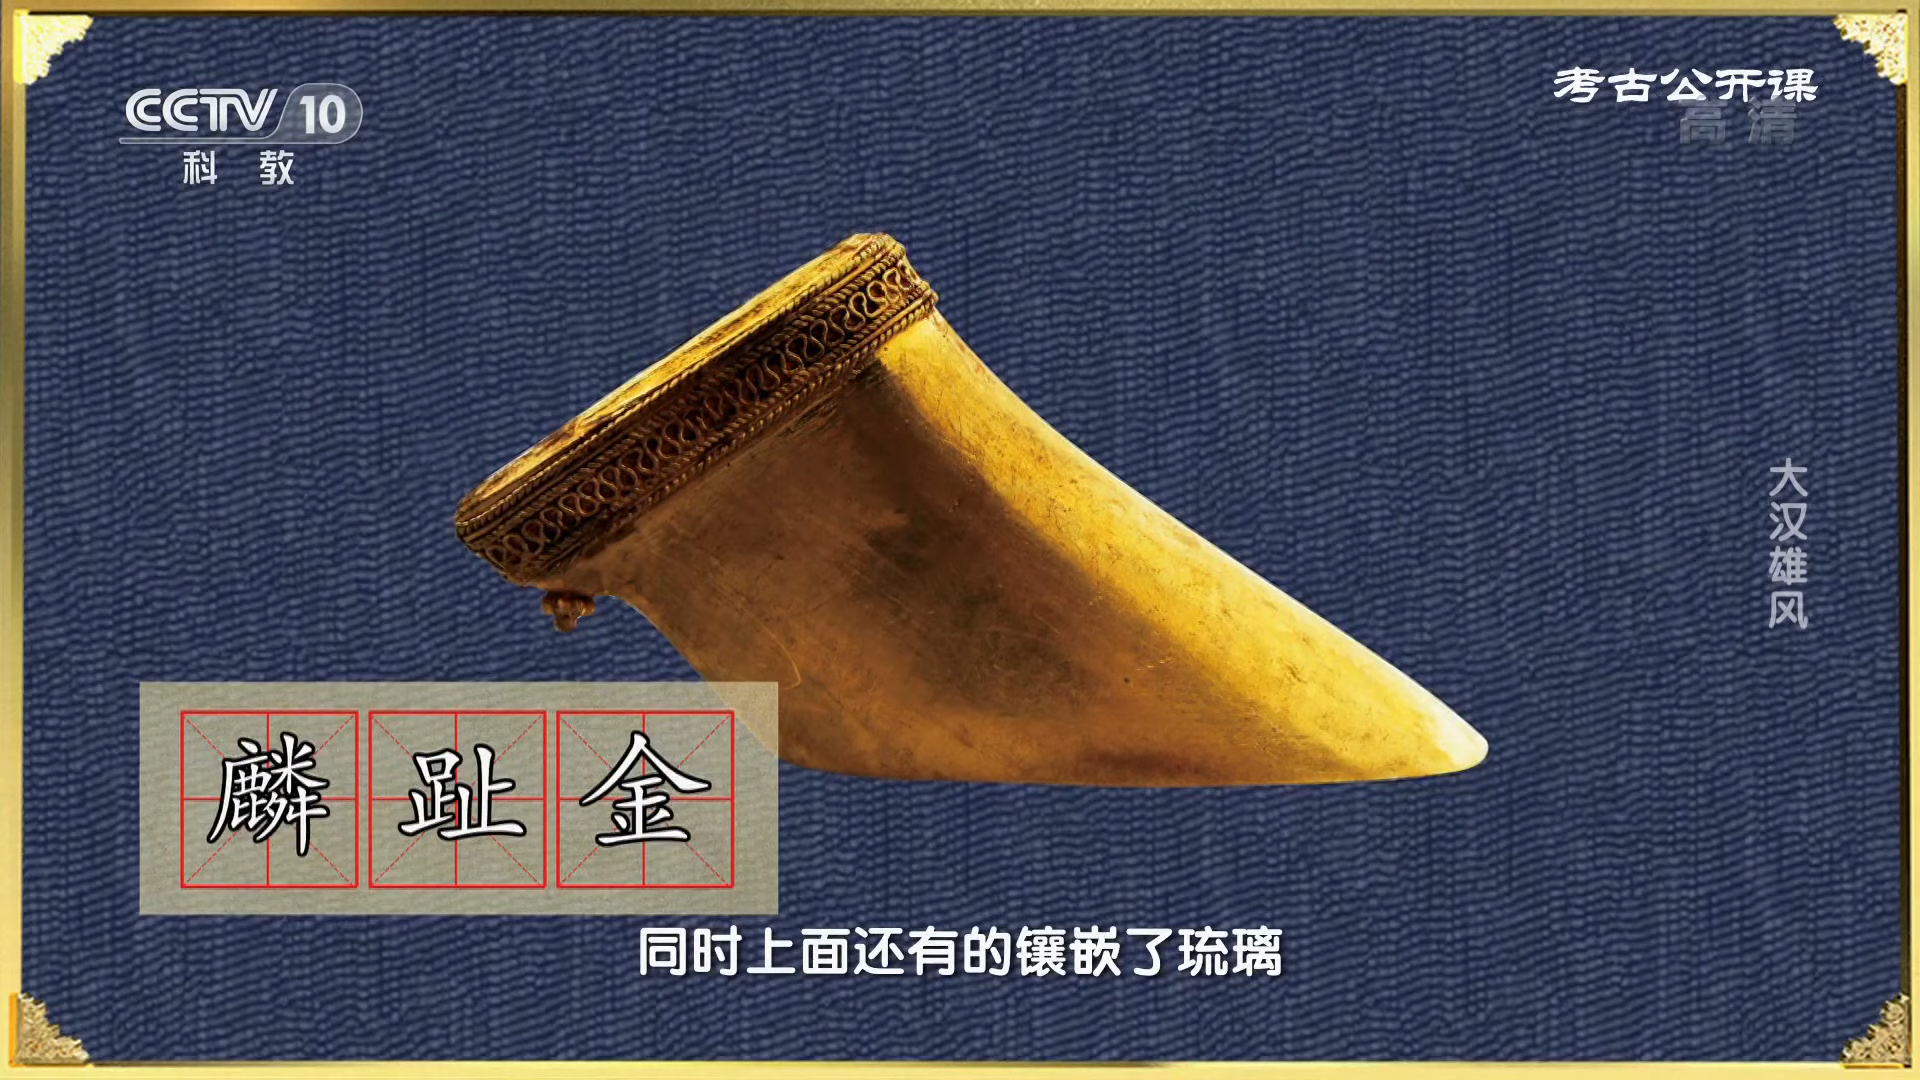 CCTV 10
科 教
考古公开课
高 清
大汉雄风
麟趾金
同时上面还有的镶嵌了琉璃